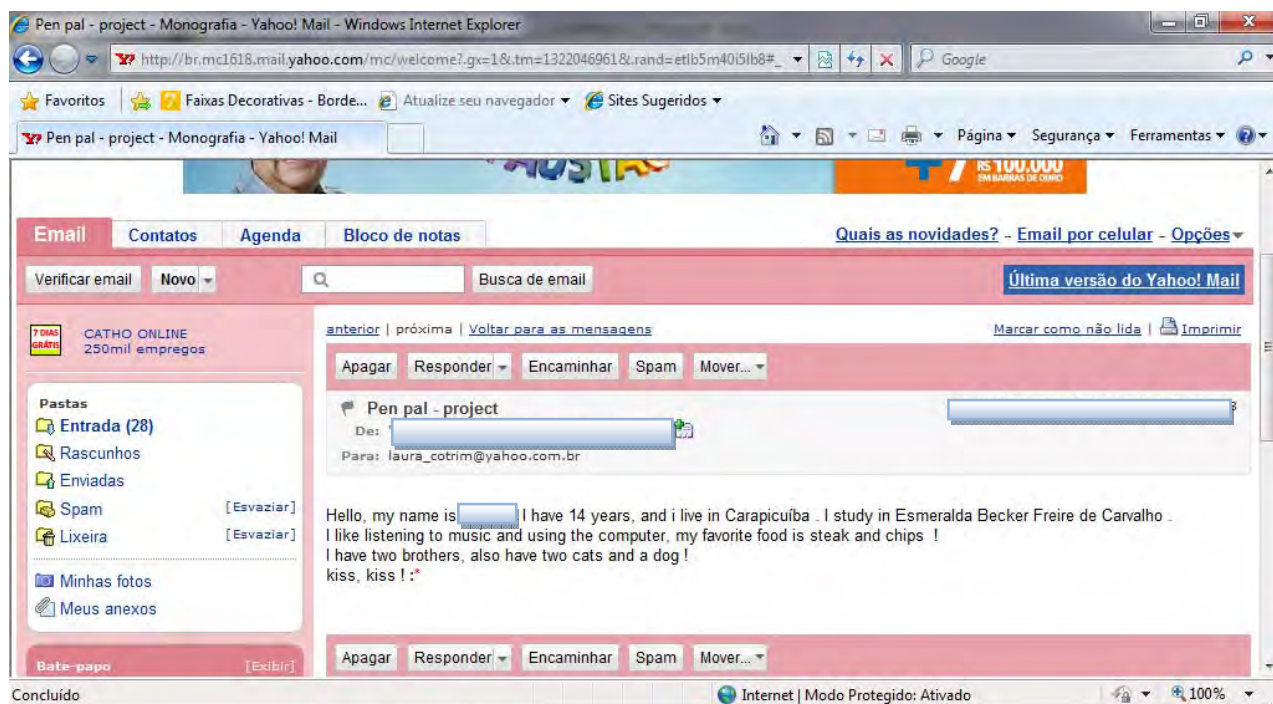 Pen pal - project - Monografia - Yahoo! Mail - Windows Internet Explorer
http://br.mc1618.mail.yahoo.com/mc/welcome?.gx=1&.tm=1322046961&.rand=etlb5m40i5lb8#_ Google
Favoritos Faixas Decorativas - Borde... Atualize seu navegador Sites Sugeridos
Pen pal - project - Monografia - Yahoo! Mail Página Segurança Ferramentas
R$ 100.000
EM BARRAS DE OURO
Email Contatos Agenda Bloco de notas Quais as novidades? - Email por celular - Opções
Verificar email Novo Busca de email Última versão do Yahoo! Mail
7 DIAS GRÁTIS CATHO ONLINE
250mil empregos
anterior | próxima | Voltar para as mensagens Marcar como não lida | Imprimir
Apagar Responder Encaminhar Spam Mover...
Pastas
Entrada (28)
Rascunhos
Enviadas
Spam [Esvaziar]
Lixeira [Esvaziar]
Minhas fotos
Meus anexos
Bate-papo [Exibir]
Pen pal - project
De:
Para: laura_cotrim@yahoo.com.br
Hello, my name is I have 14 years, and i live in Carapicuíba . I study in Esmeralda Becker Freire de Carvalho .
I like listening to music and using the computer, my favorite food is steak and chips !
I have two brothers, also have two cats and a dog !
kiss, kiss ! :*
Apagar Responder Encaminhar Spam Mover...
Concluído Internet | Modo Protegido: Ativado 100%